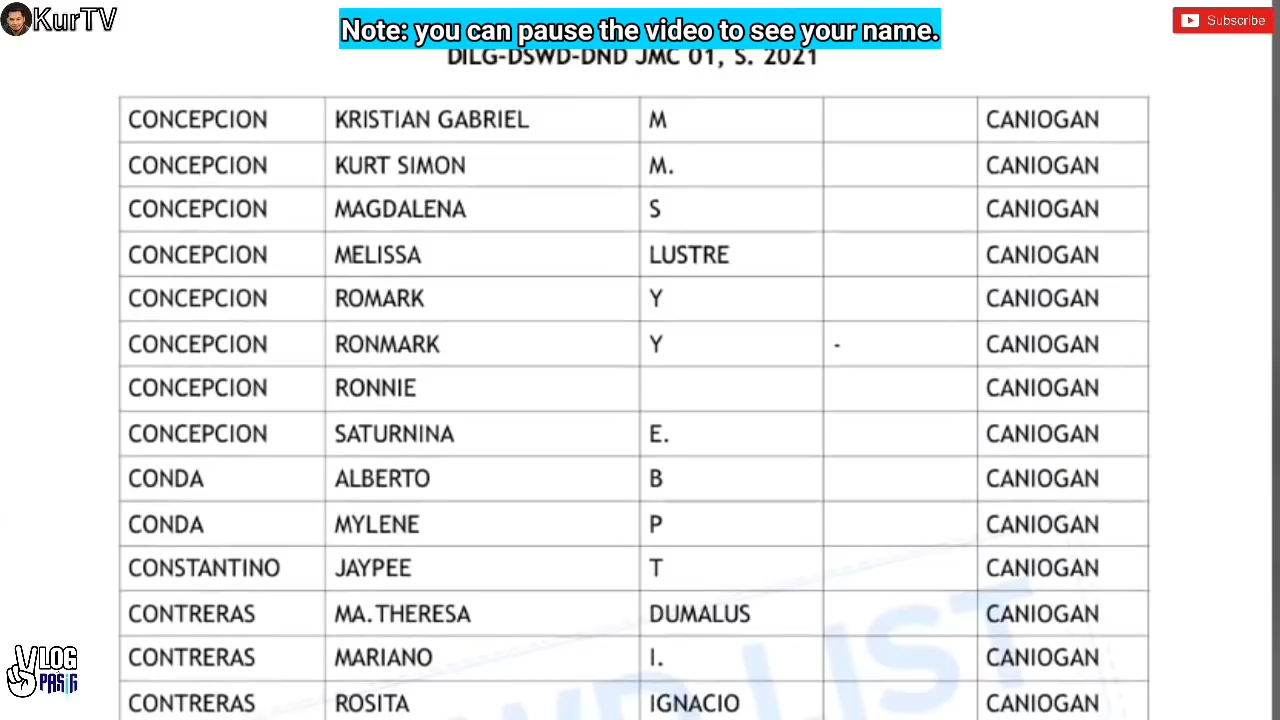 KurTV
Note: you can pause the video to see your name.
Subscribe
DILG-DSWD-DND JMC 01, S. 2021
CONCEPCION KRISTIAN GABRIEL M CANIOGAN
CONCEPCION KURT SIMON M. CANIOGAN
CONCEPCION MAGDALENA S CANIOGAN
CONCEPCION MELISSA LUSTRE CANIOGAN
CONCEPCION ROMARK Y CANIOGAN
CONCEPCION RONMARK Y - CANIOGAN
CONCEPCION RONNIE CANIOGAN
CONCEPCION SATURNINA E. CANIOGAN
CONDA ALBERTO B CANIOGAN
CONDA MYLENE P CANIOGAN
CONSTANTINO JAYPEE T CANIOGAN
CONTRERAS MA.THERESA DUMALUS CANIOGAN
CONTRERAS MARIANO I. CANIOGAN
CONTRERAS ROSITA IGNACIO CANIOGAN
VLOG
PASIG
LIST